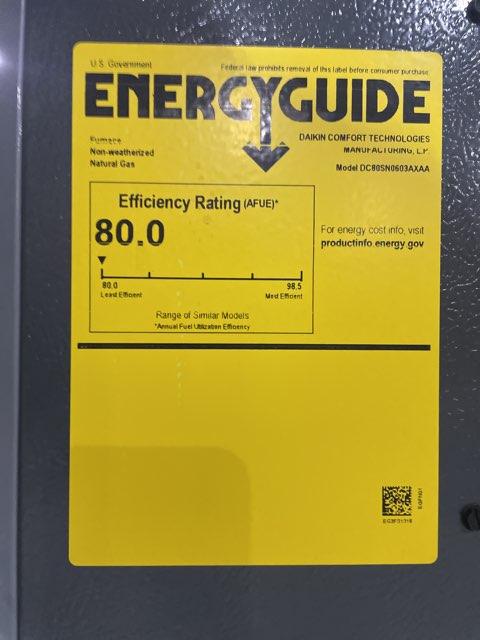 U.S. Government
Federal law prohibits removal of this label before consumer purchase.
ENERGYGUIDE
Furnace
Non-weatherized
Natural Gas
DAIKIN COMFORT TECHNOLOGIES
MANUFACTURING, L.P.
Model DC80SN0603AXAA
Efficiency Rating (AFUE)*
80.0
80.0
Least Efficient
98.5
Most Efficient
Range of Similar Models
*Annual Fuel Utilization Efficiency
For energy cost info, visit
productinfo.energy.gov